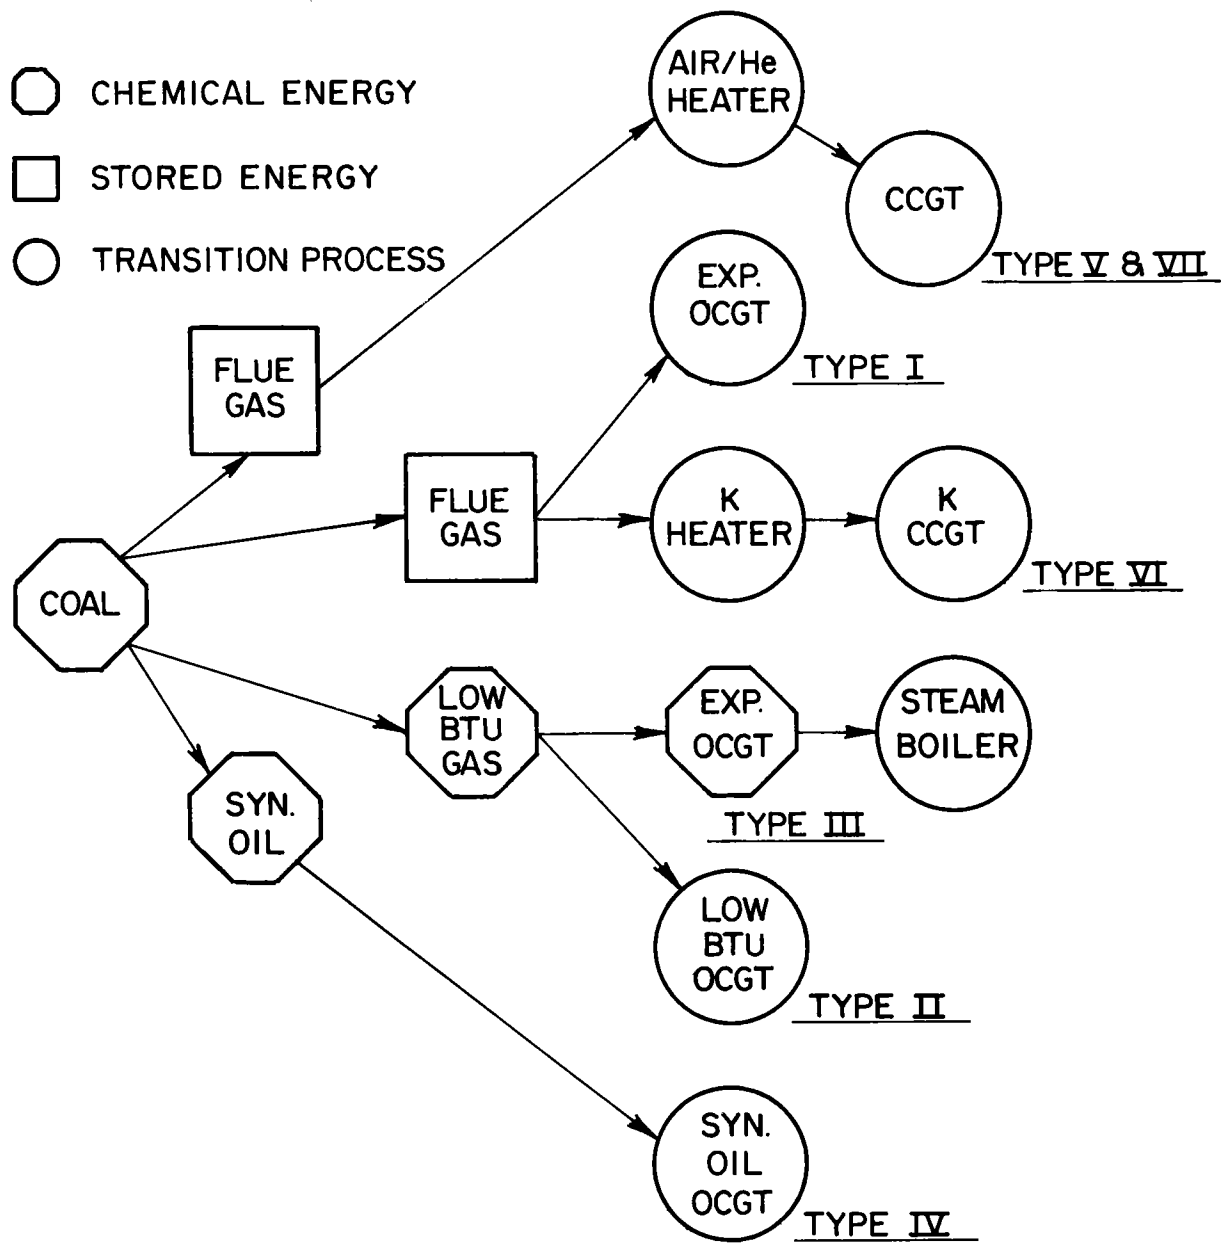 CHEMICAL ENERGY
STORED ENERGY
TRANSITION PROCESS
AIR/He
HEATER
CCGT
TYPE V & VII
EXP.
OCGT
TYPE I
FLUE
GAS
FLUE
GAS
K
HEATER
K
CCGT
TYPE VI
COAL
LOW
BTU
GAS
EXP.
OCGT
TYPE III
STEAM
BOILER
SYN.
OIL
LOW
BTU
OCGT
TYPE II
SYN.
OIL
OCGT
TYPE IV